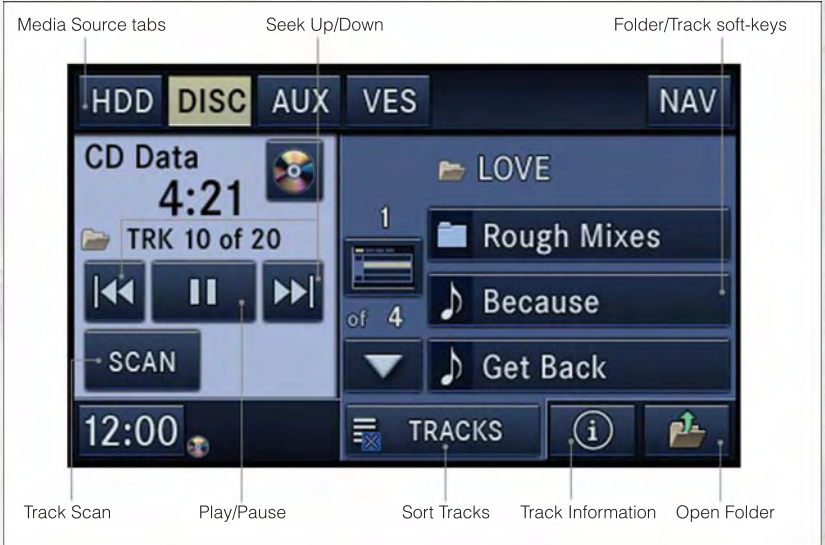 Media Source tabs
Seek Up/Down
Folder/Track soft-keys
HDD DISC AUX VES NAV
CD Data
4:21
TRK 10 of 20
SCAN
LOVE
1
of 4
Rough Mixes
Because
Get Back
12:00
TRACKS
i
Track Scan
Play/Pause
Sort Tracks
Track Information
Open Folder